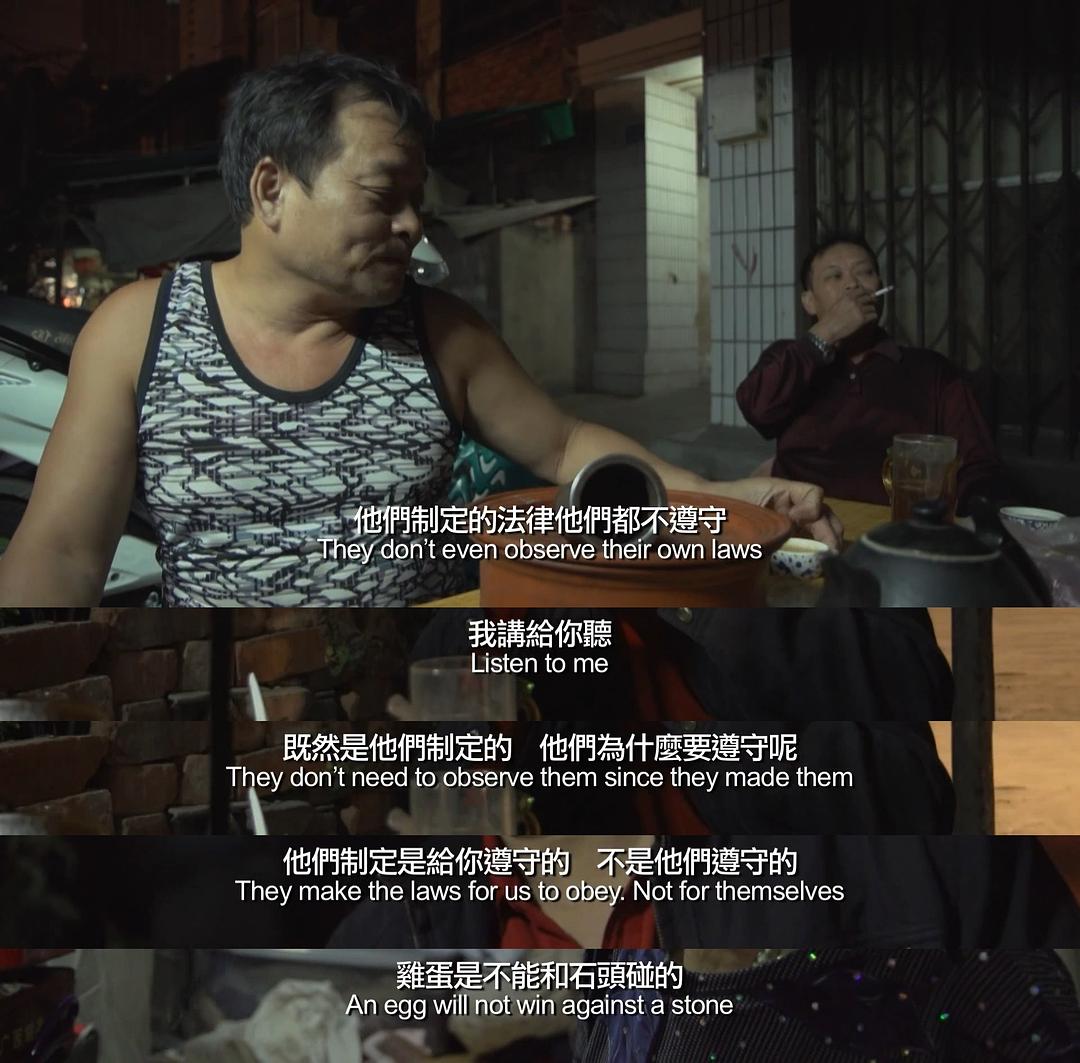 他們制定的法律他們都不遵守
They don't even observe their own laws
我講給你聽
Listen to me
既然是他們制定的 他們為什麼要遵守呢
They don't need to observe them since they made them
他們制定是給你遵守的 不是他們遵守的
They make the laws for us to obey. Not for themselves
雞蛋是不能和石頭碰的
An egg will not win against a stone